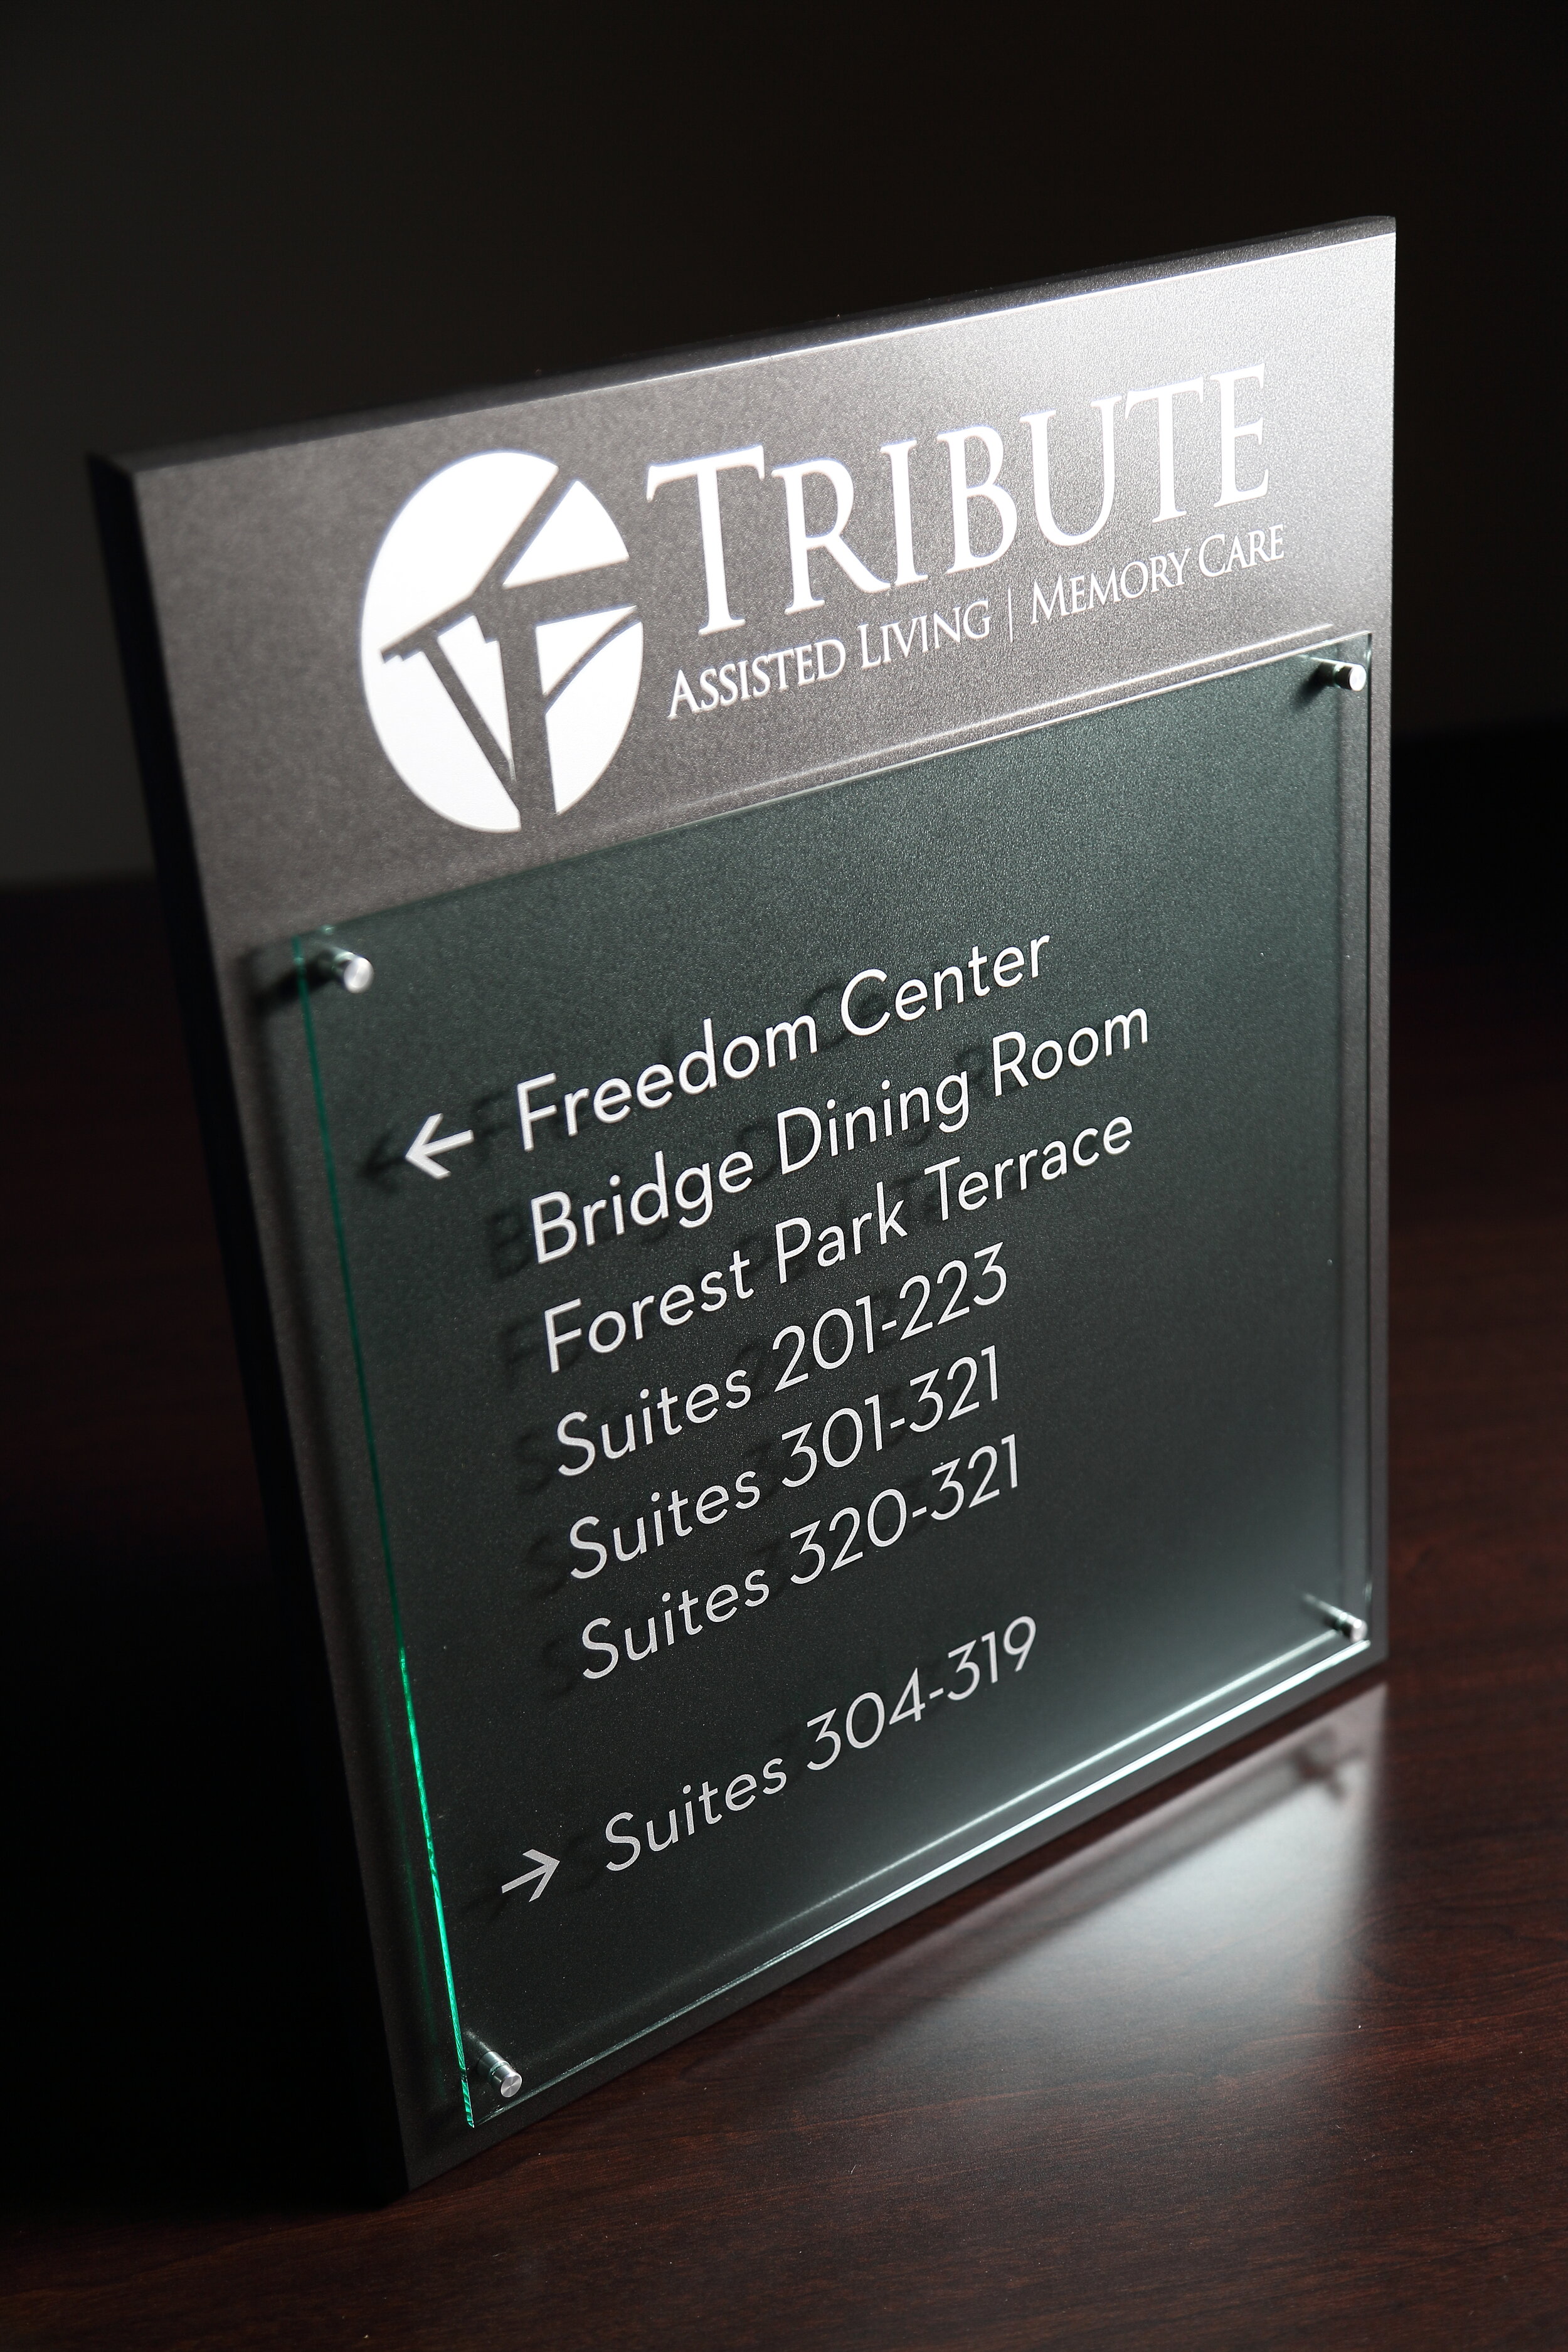 TRIBUTE
ASSISTED LIVING | MEMORY CARE
← Freedom Center
Bridge Dining Room
Forest Park Terrace
Suites 201-223
Suites 301-321
Suites 320-321
→ Suites 304-319